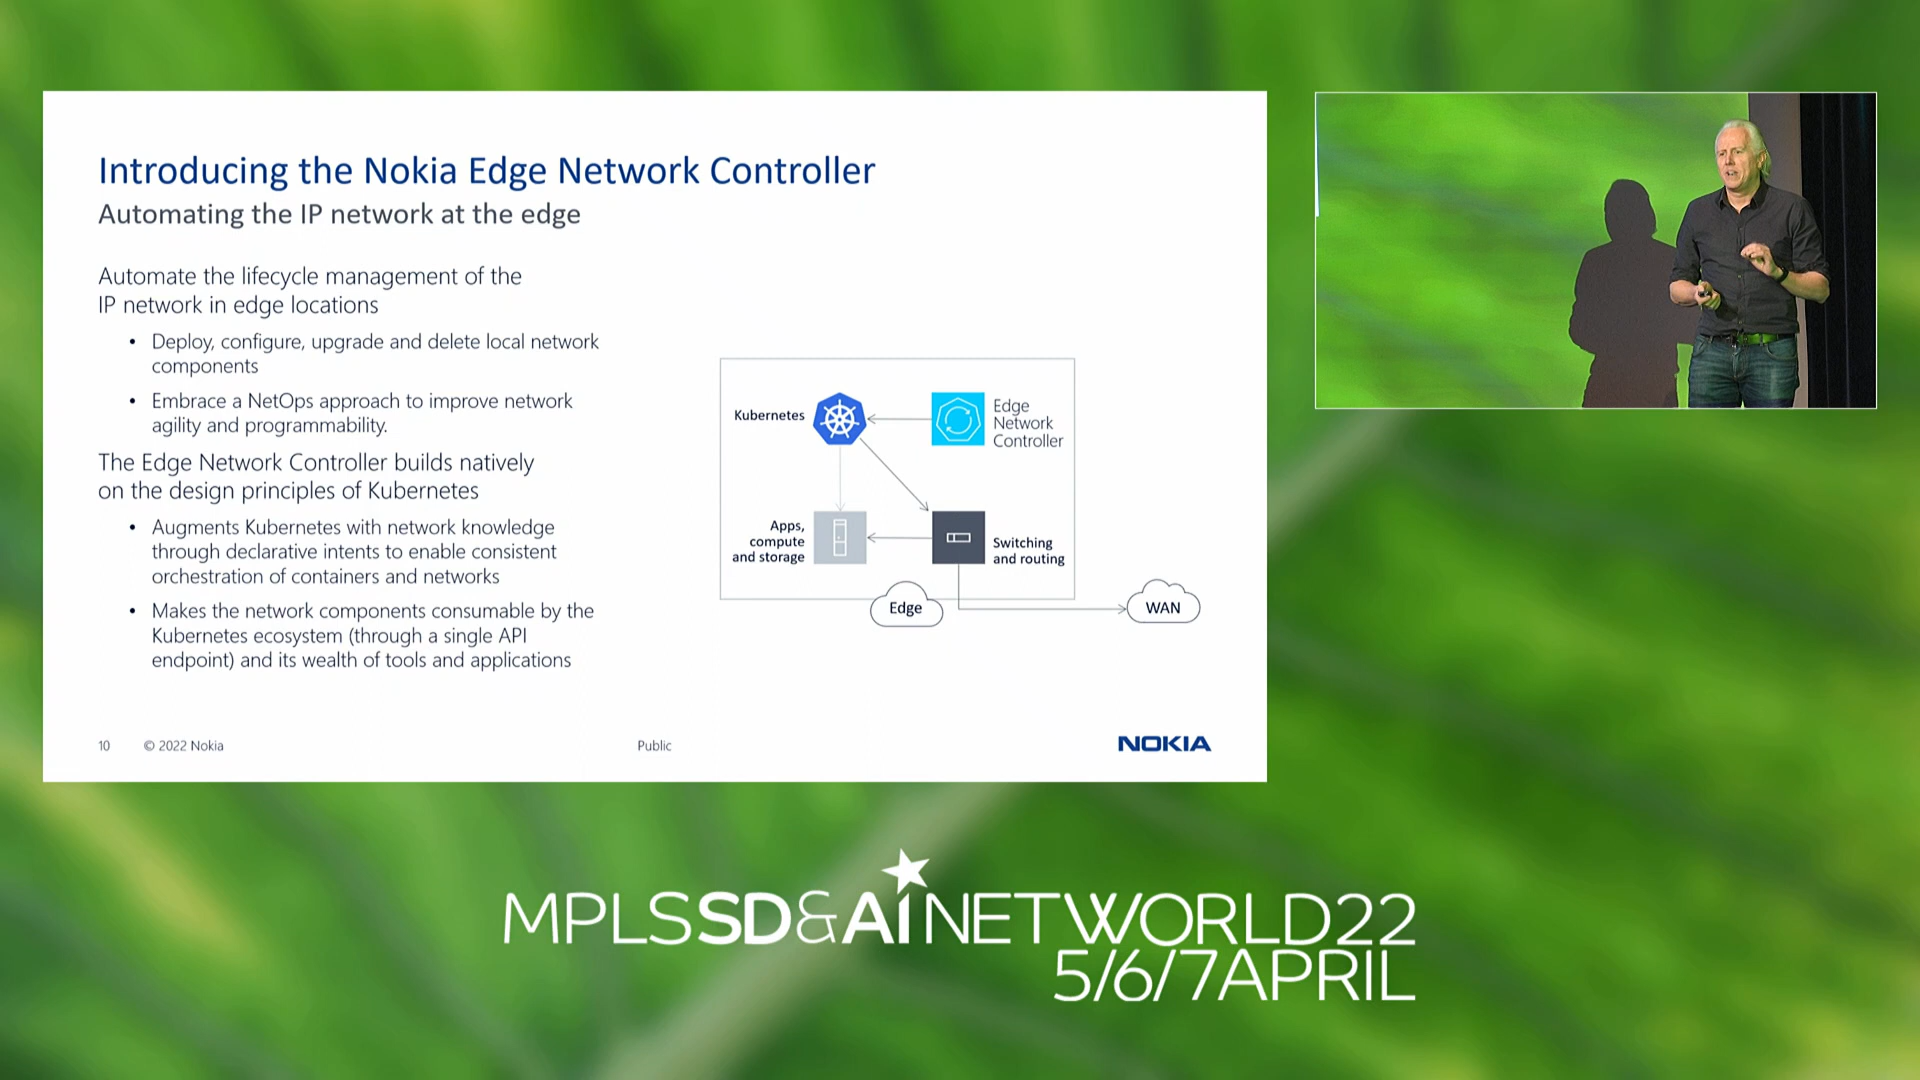 Introducing the Nokia Edge Network Controller
Automating the IP network at the edge
Automate the lifecycle management of the
IP network in edge locations
• Deploy, configure, upgrade and delete local network
components
• Embrace a NetOps approach to improve network
agility and programmability.
The Edge Network Controller builds natively
on the design principles of Kubernetes
• Augments Kubernetes with network knowledge
through declarative intents to enable consistent
orchestration of containers and networks
• Makes the network components consumable by the
Kubernetes ecosystem (through a single API
endpoint) and its wealth of tools and applications
Kubernetes
Edge
Network
Controller
Apps,
compute
and storage
Switching
and routing
Edge
WAN
10 © 2022 Nokia
Public
NOKIA
MPLSSD&AiNETWORLD22
5/6/7APRIL